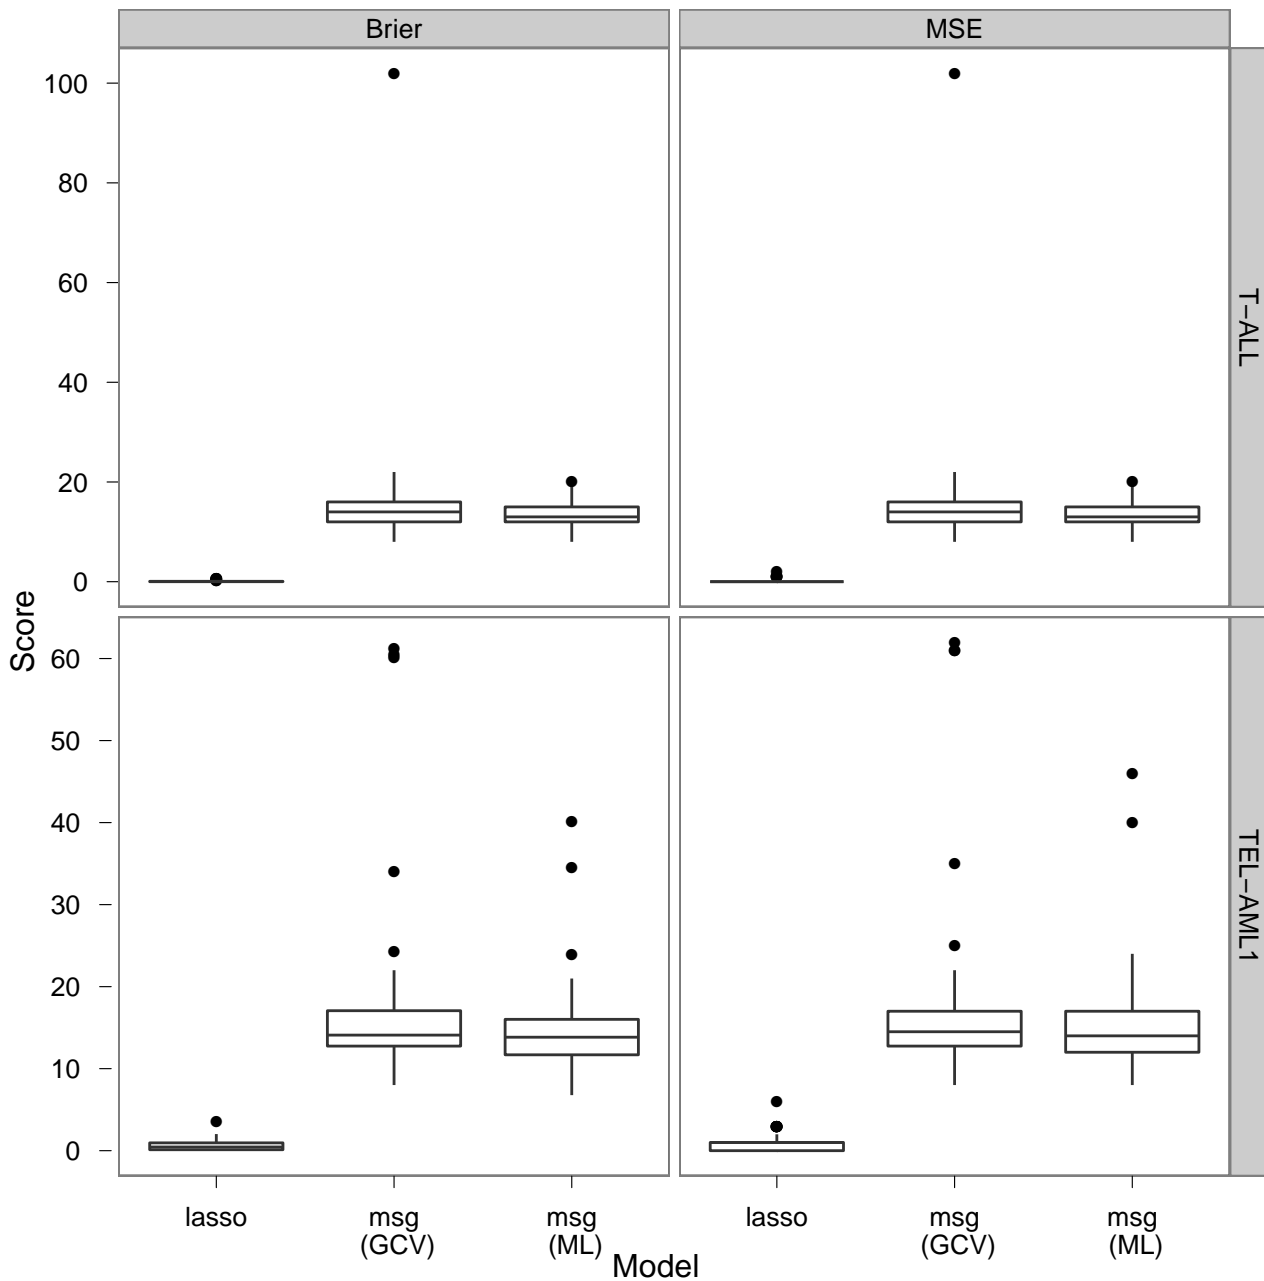 Brier
MSE
100
80
60
40
20
0
T−ALL
Score
60
50
40
30
20
10
0
TEL−AML1
lasso
msg
(GCV)
msg
(ML)
lasso
msg
(GCV)
msg
(ML)
Model